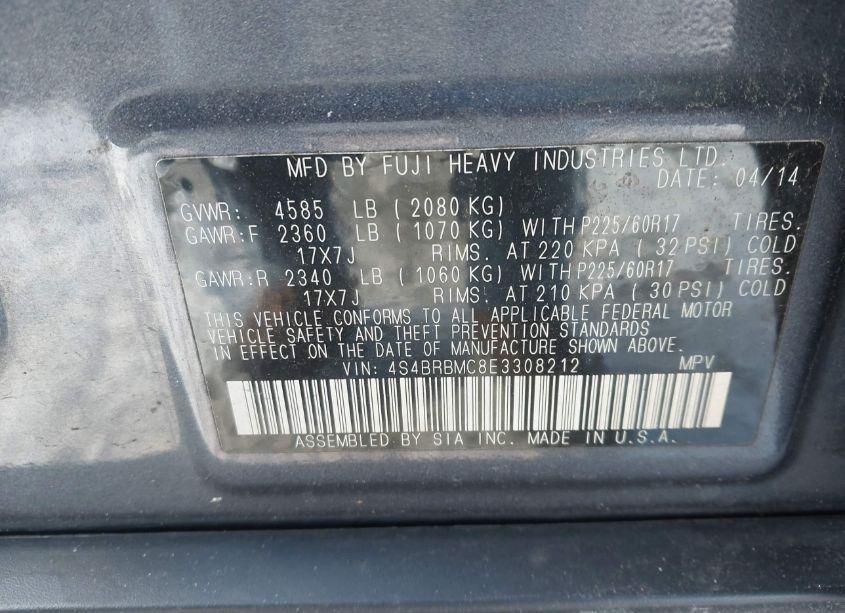 MFD BY FUJI HEAVY INDUSTRIES LTD.
DATE: 04/14
GVWR: 4585 LB ( 2080 KG)
GAWR:F 2360 LB ( 1070 KG) WITH P225/60R17 TIRES.
17X7J RIMS. AT 220 KPA ( 32 PSI) COLD
GAWR:R 2340 LB ( 1060 KG) WITH P225/60R17 TIRES.
17X7J RIMS. AT 210 KPA ( 30 PSI) COLD
THIS VEHICLE CONFORMS TO ALL APPLICABLE FEDERAL MOTOR
VEHICLE SAFETY AND THEFT PREVENTION STANDARDS
IN EFFECT ON THE DATE OF MANUFACTURE SHOWN ABOVE.
VIN: 4S4BRBMC8E3308212 MPV
ASSEMBLED BY SIA INC. MADE IN U.S.A.